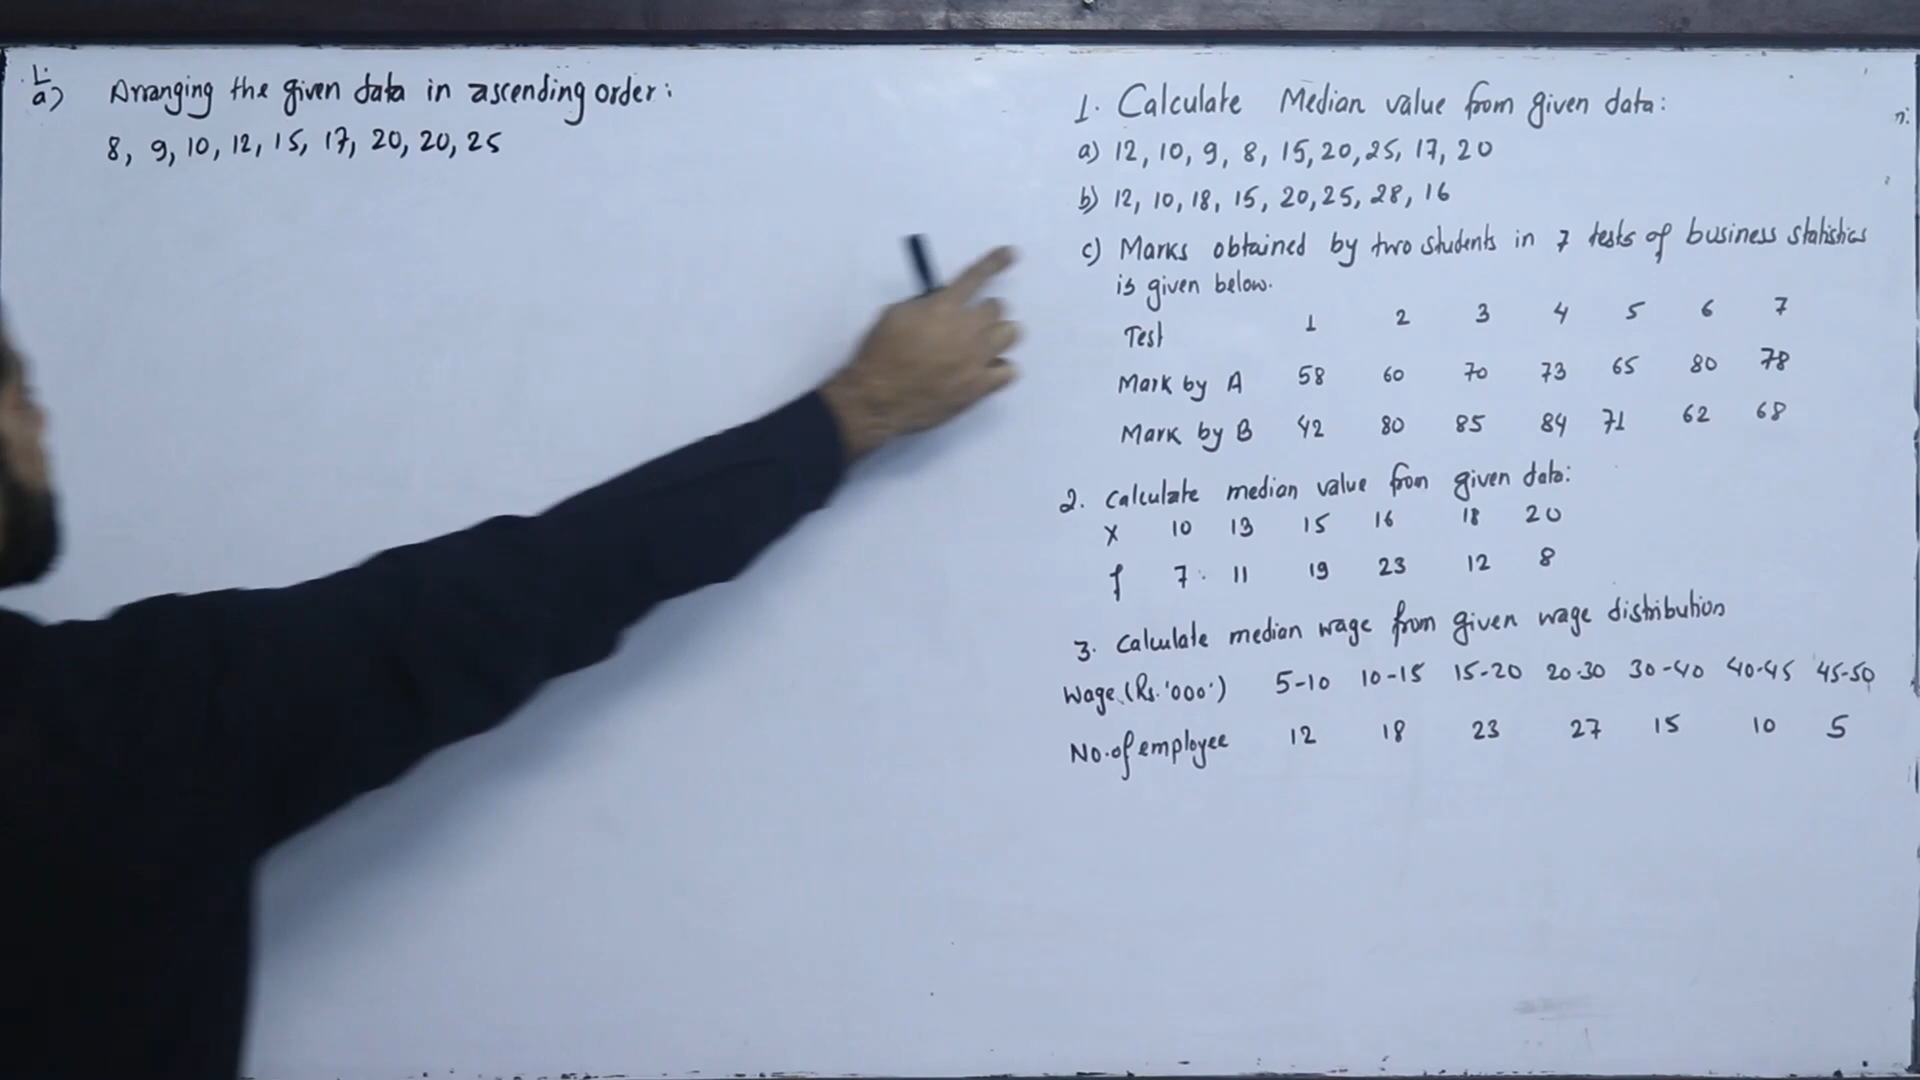 1.
a) Arranging the given data in ascending order:
8, 9, 10, 12, 15, 17, 20, 20, 25
1. Calculate Median value from given data:
a) 12, 10, 9, 8, 15, 20, 25, 17, 20
b) 12, 10, 18, 15, 20, 25, 28, 16
c) Marks obtained by two students in 7 tests of business statistics
is given below.
Test 1 2 3 4 5 6 7
Mark by A 58 60 70 73 65 80 78
Mark by B 42 80 85 84 71 62 68
2. Calculate median value from given data:
X 10 13 15 16 18 20
f 7 11 19 23 12 8
3. Calculate median wage from given wage distribution
Wage (Rs.'000') 5-10 10-15 15-20 20-30 30-40 40-45 45-50
No. of employee 12 18 23 27 15 10 5